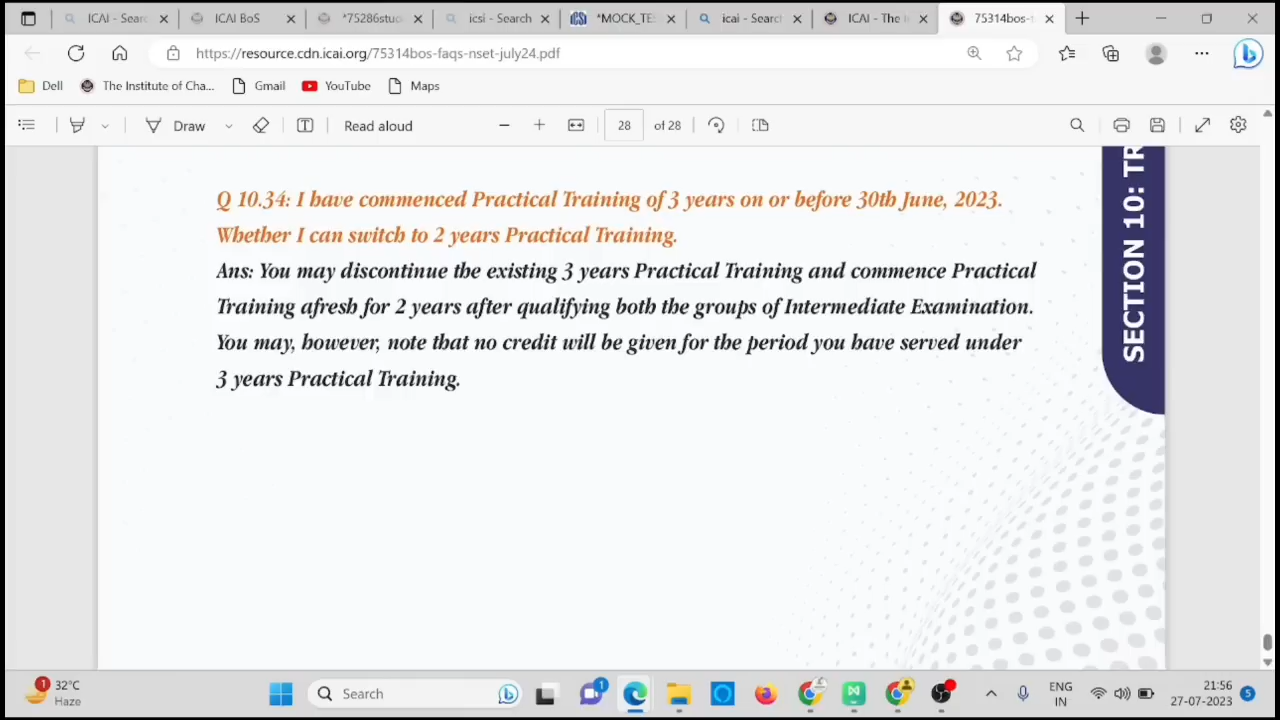 ICAI - Searc
ICAI BoS
*75286stuc
icsi - Search
ICSI
*MOCK_TE
icai - Search
ICAI - The I
75314bos-f
https://resource.cdn.icai.org/75314bos-faqs-nset-july24.pdf
Dell
The Institute of Cha...
Gmail
YouTube
Maps
Draw
Read aloud
28 of 28
Q 10.34: I have commenced Practical Training of 3 years on or before 30th June, 2023.
Whether I can switch to 2 years Practical Training.
Ans: You may discontinue the existing 3 years Practical Training and commence Practical
Training afresh for 2 years after qualifying both the groups of Intermediate Examination.
You may, however, note that no credit will be given for the period you have served under
3 years Practical Training.
SECTION 10: TR
1
32°C
Haze
Search
1
ENG
IN
21:56
27-07-2023
5